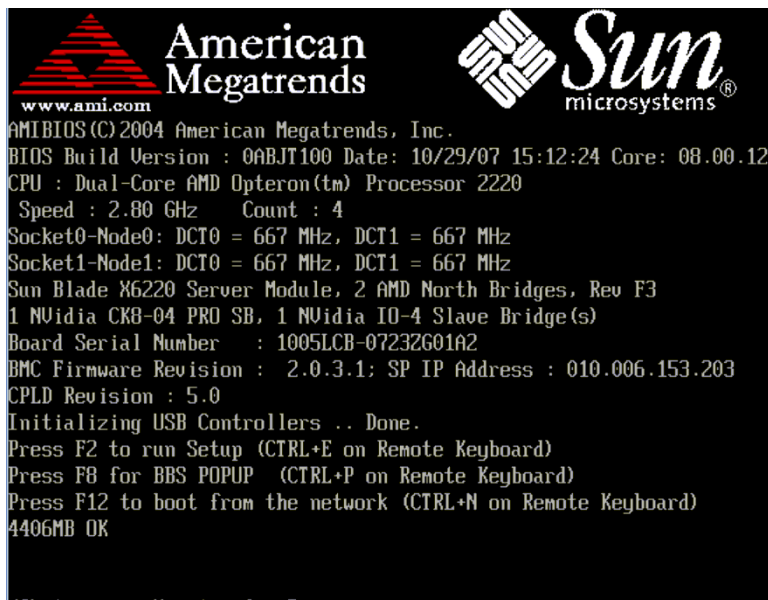 American
Megatrends
www.ami.com
Sun
microsystems®
AMIBIOS(C)2004 American Megatrends, Inc.
BIOS Build Version : 0ABJT100 Date: 10/29/07 15:12:24 Core: 08.00.12
CPU : Dual-Core AMD Opteron(tm) Processor 2220
Speed : 2.80 GHz Count : 4
Socket0-Node0: DCT0 = 667 MHz, DCT1 = 667 MHz
Socket1-Node1: DCT0 = 667 MHz, DCT1 = 667 MHz
Sun Blade X6220 Server Module, 2 AMD North Bridges, Rev F3
1 NVidia CK8-04 PRO SB, 1 NVidia IO-4 Slave Bridge(s)
Board Serial Number : 1005LCB-0723ZG01A2
BMC Firmware Revision : 2.0.3.1; SP IP Address : 010.006.153.203
CPLD Revision : 5.0
Initializing USB Controllers .. Done.
Press F2 to run Setup (CTRL+E on Remote Keyboard)
Press F8 for BBS POPUP (CTRL+P on Remote Keyboard)
Press F12 to boot from the network (CTRL+N on Remote Keyboard)
4406MB OK